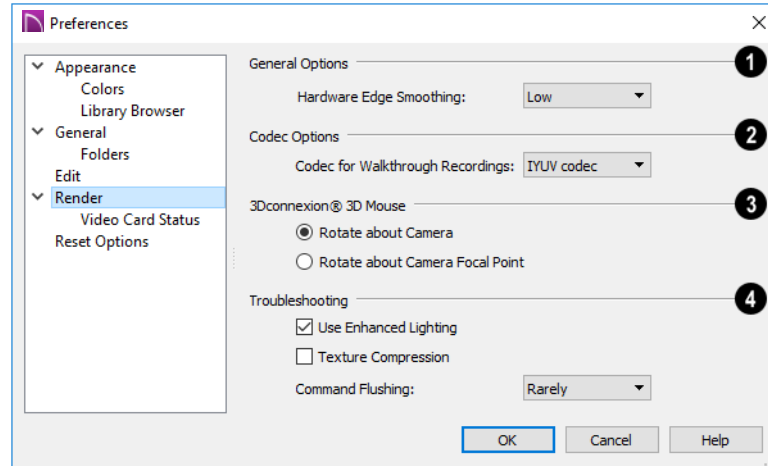 Preferences
Appearance
Colors
Library Browser
General
Folders
Edit
Render
Video Card Status
Reset Options
General Options 1
Hardware Edge Smoothing: Low
Codec Options 2
Codec for Walkthrough Recordings: IYUV codec
3Dconnexion® 3D Mouse 3
Rotate about Camera
Rotate about Camera Focal Point
Troubleshooting 4
Use Enhanced Lighting
Texture Compression
Command Flushing: Rarely
OK Cancel Help